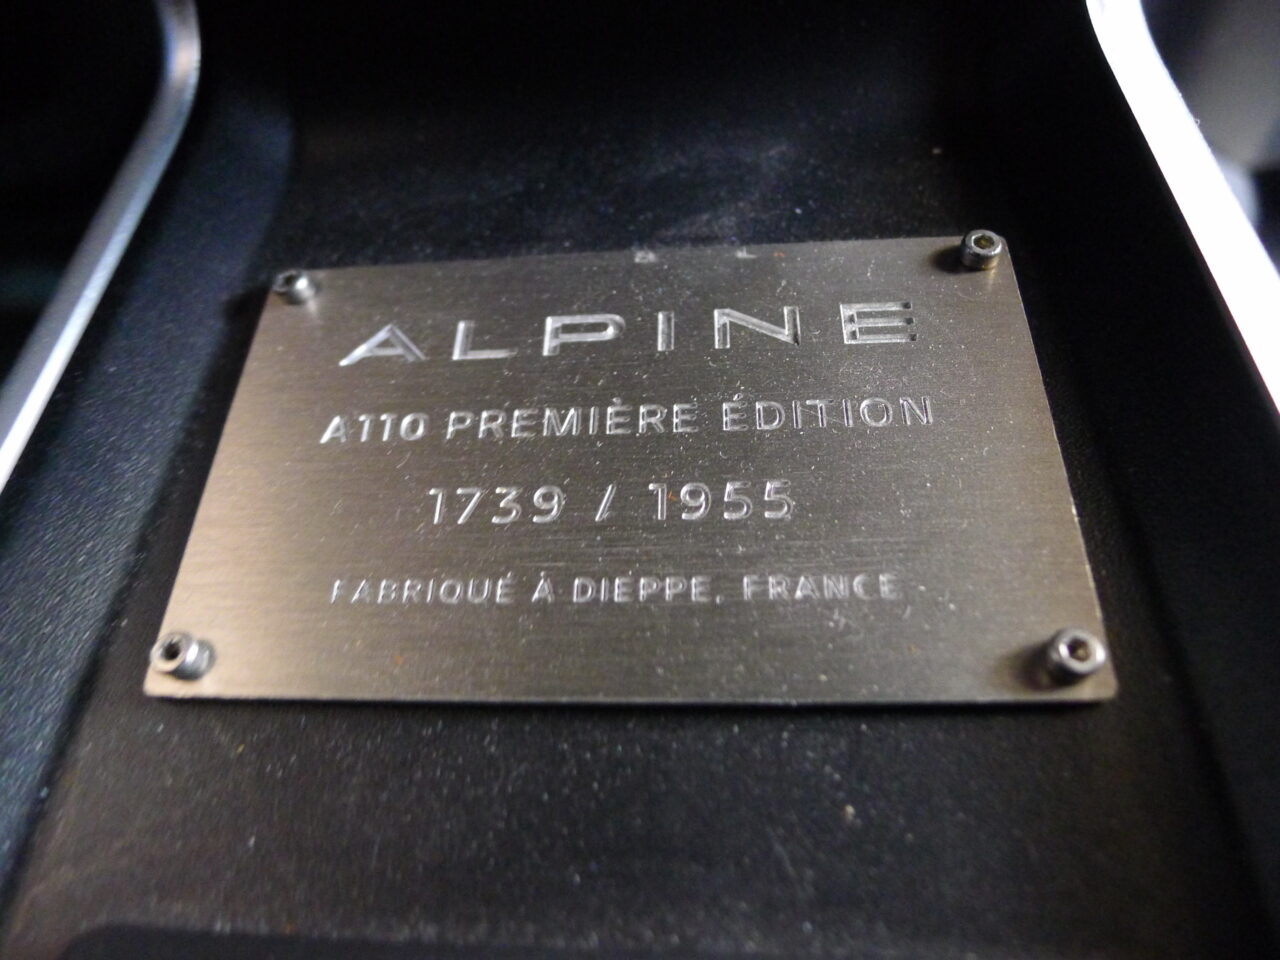 ALPINE
A110 PREMIÈRE ÉDITION
1739 / 1955
FABRIQUÉ À DIEPPE, FRANCE